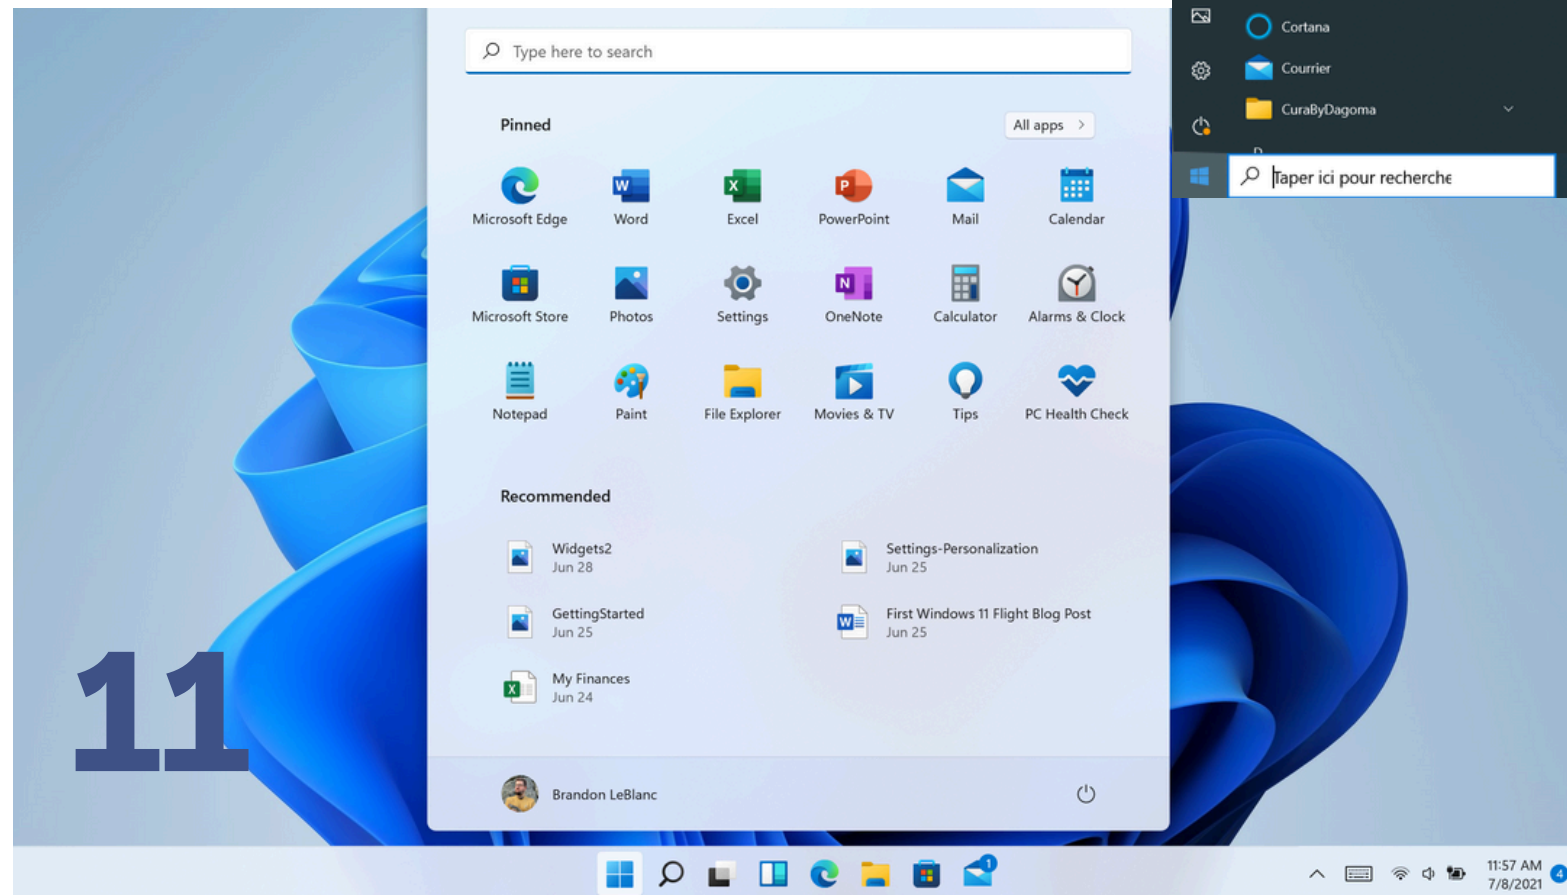 Type here to search
Pinned
All apps
Microsoft Edge
Word
Excel
PowerPoint
Mail
Calendar
Microsoft Store
Photos
Settings
OneNote
Calculator
Alarms & Clock
Notepad
Paint
File Explorer
Movies & TV
Tips
PC Health Check
Recommended
Widgets2
Jun 28
Settings-Personalization
Jun 25
GettingStarted
Jun 25
First Windows 11 Flight Blog Post
Jun 25
My Finances
Jun 24
Brandon LeBlanc
11
Cortana
Courrier
CuraByDagoma
Taper ici pour recherche
1
11:57 AM
7/8/2021
4